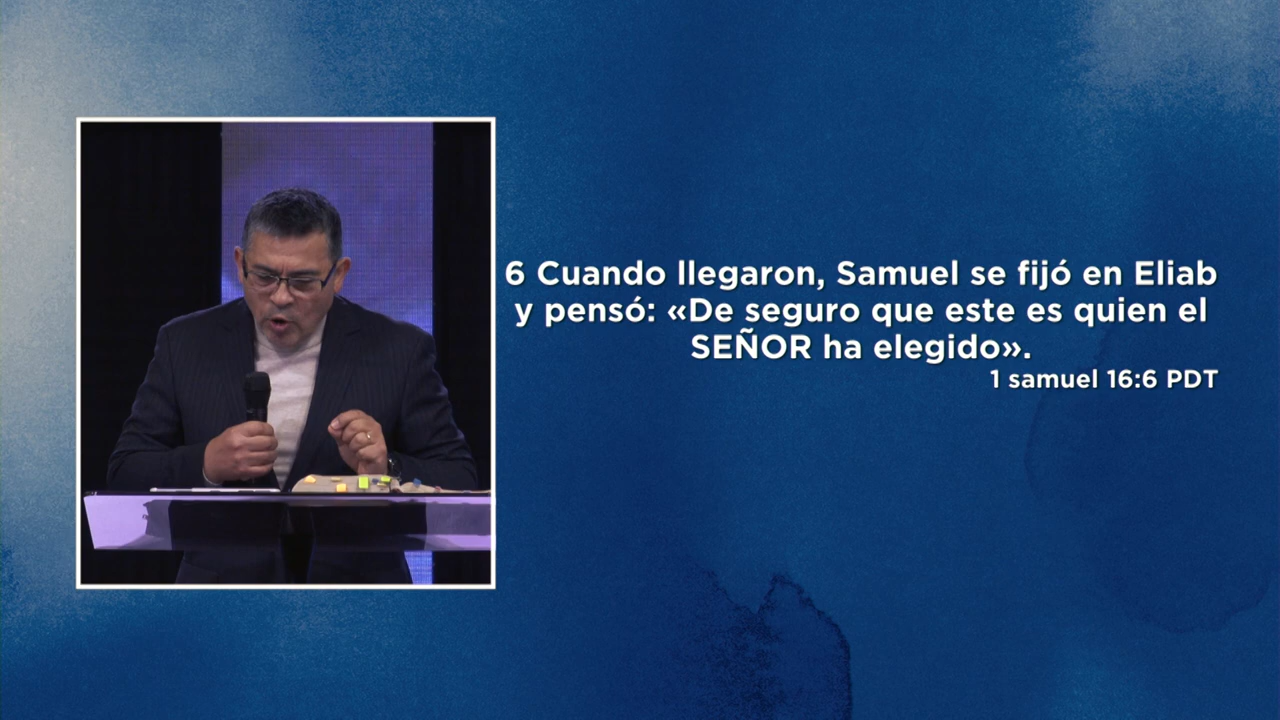 6 Cuando llegaron, Samuel se fijó en Eliab
y pensó: «De seguro que este es quien el
SEÑOR ha elegido».
1 samuel 16:6 PDT